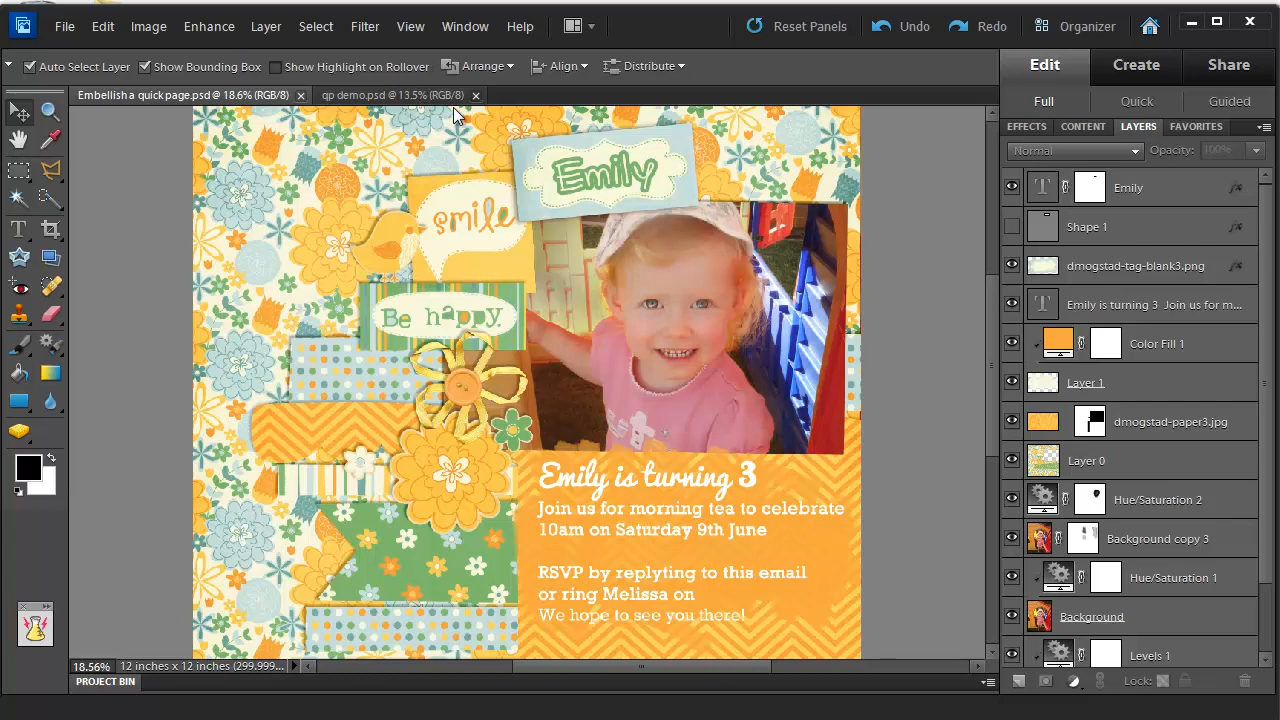 File Edit Image Enhance Layer Select Filter View Window Help
Reset Panels Undo Redo Organizer
Auto Select Layer Show Bounding Box Show Highlight on Rollover Arrange Align Distribute
Edit Create Share
Embellish a quick page.psd @ 18.6% (RGB/8) qp demo.psd @ 13.5% (RGB/8)
Full Quick Guided
EFFECTS CONTENT LAYERS FAVORITES
Normal Opacity: 100%
Emily
smile
Be happy.
Emily is turning 3
Join us for morning tea to celebrate
10am on Saturday 9th June
RSVP by replyting to this email
or ring Melissa on
We hope to see you there!
T Emily fx
Shape 1
dmogstad-tag-blank3.png fx
T Emily is turning 3 Join us for m...
Color Fill 1
Layer 1
dmogstad-paper3.jpg
Layer 0
Hue/Saturation 2
Background copy 3
Hue/Saturation 1
Background
Levels 1
Lock:
18.56% 12 inches x 12 inches (299.999...
PROJECT BIN